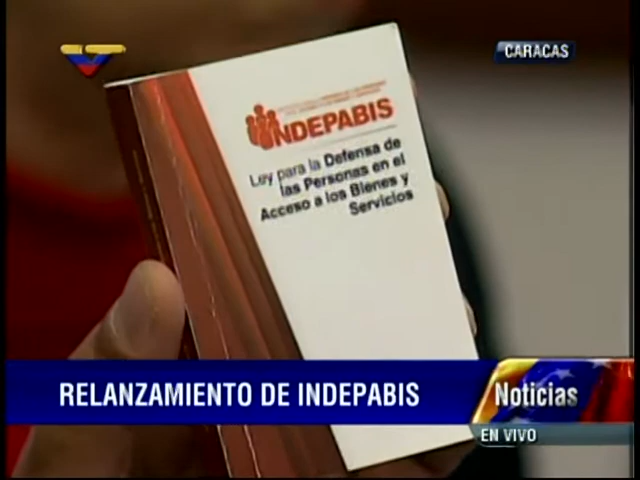 CARACAS
INDEPABIS
Ley para la Defensa de
las Personas en el
Acceso a los Bienes y
Servicios
RELANZAMIENTO DE INDEPABIS
Noticias
EN VIVO